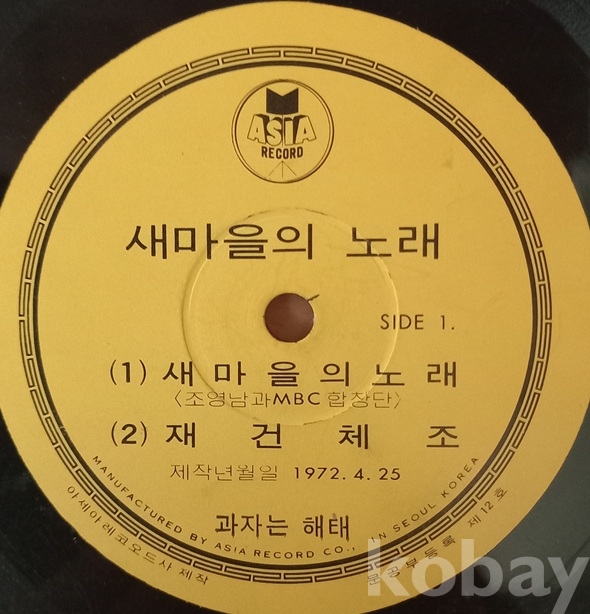 ASIA
RECORD
새마을의 노래
SIDE 1.
(1) 새마을의노래
〈조영남과MBC합창단〉
(2) 재건체조
제작년월일 1972. 4. 25
과자는 해태
MANUFACTURED BY ASIA RECORD CO., IN SEOUL KOREA
아세아레코오드사 제작
문공부등록 제12호
kobay